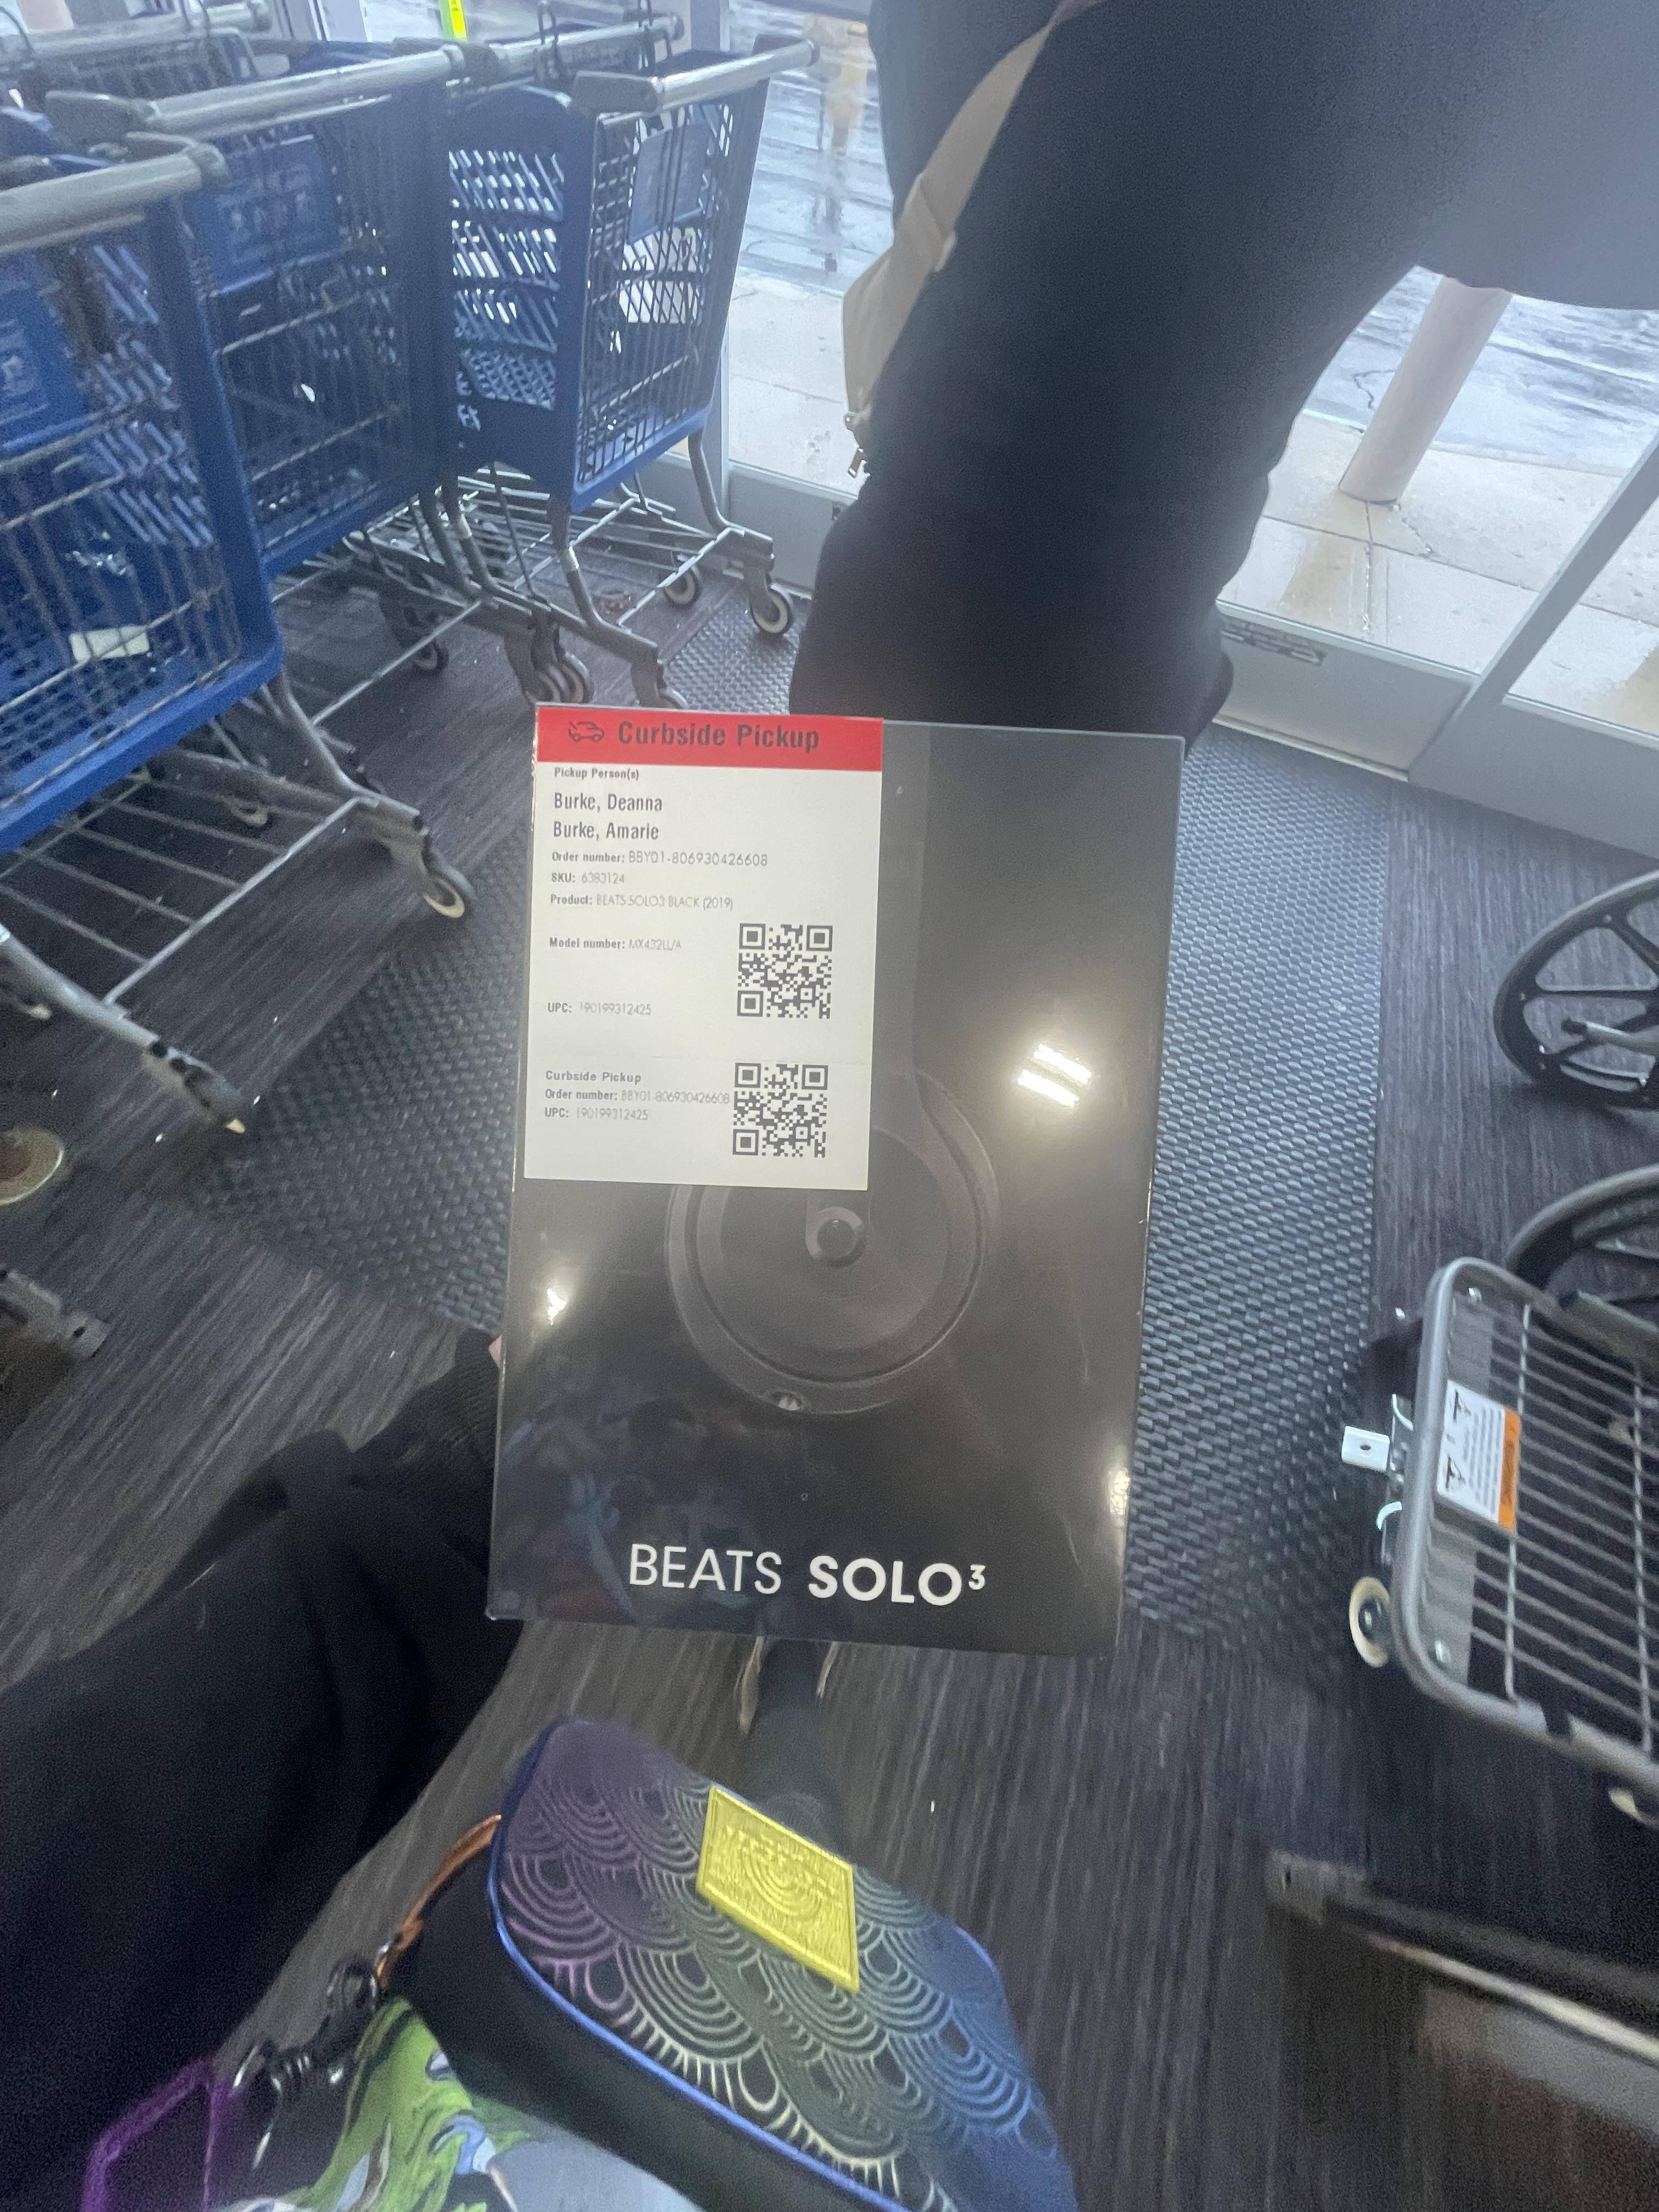 Curbside Pickup
Pickup Person(s)
Burke, Deanna
Burke, Amarie
Order number: BBY01-806930426608
SKU: 6383124
Product: BEATS SOLO3 BLACK (2019)
Model number: MX432LL/A
UPC: 190199312425
Curbside Pickup
Order number: BBY01-806930426608
UPC: 190199312425
BEATS SOLO³